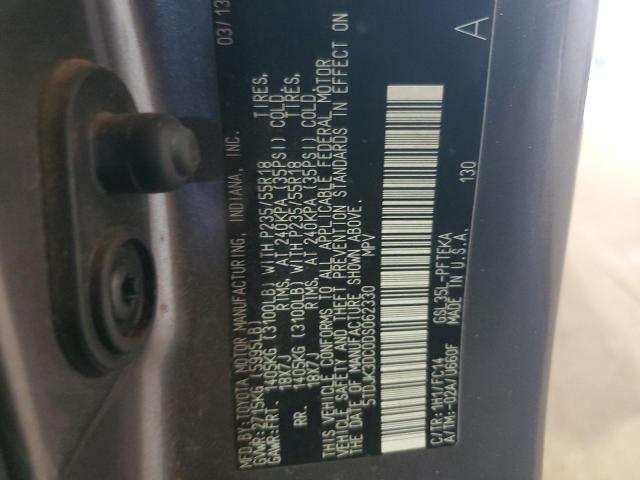 03/13
MFD BY:TOYOTA MOTOR MANUFACTURING, INDIANA, INC.
GVWR:2715KG (5995LB)
GAWR:FRT. 1405KG (3100LB) WITH P235/55R18 TIRES.
18X7J RIMS. AT 240KPA (35PSI) COLD.
RR. 1405KG (3100LB) WITH P235/55R18 TIRES.
18X7J RIMS. AT 240KPA (35PSI) COLD.
THIS VEHICLE CONFORMS TO ALL APPLICABLE FEDERAL MOTOR
VEHICLE SAFETY AND THEFT PREVENTION STANDARDS IN EFFECT ON
THE DATE OF MANUFACTURE SHOWN ABOVE.
5TDJK3DC0DS062330 MPV
C/TR:1H1/FC14 GSL35L-PFTEKA 130
A/TR:-02A/U660F MADE IN U.S.A. A